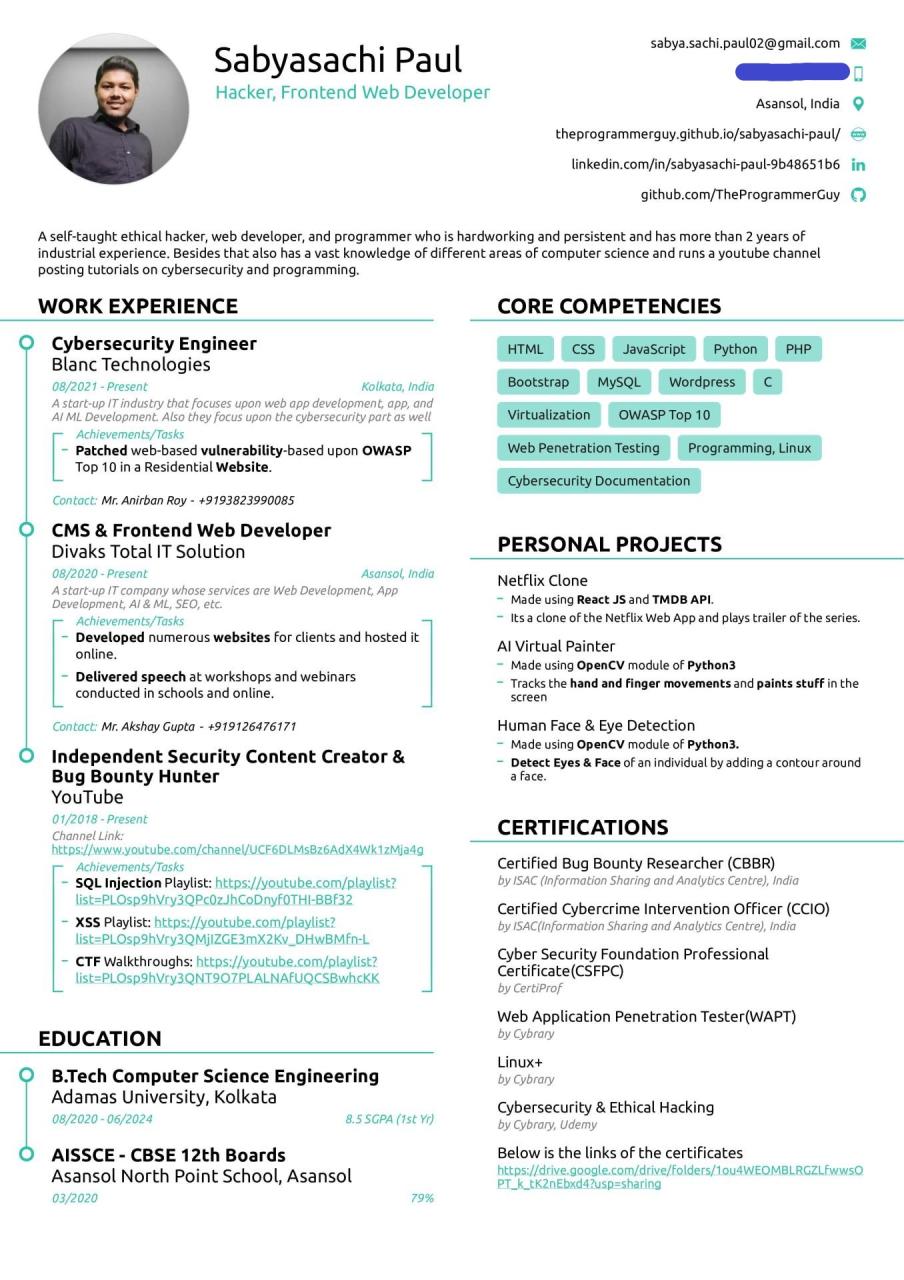 Sabyasachi Paul
Hacker, Frontend Web Developer
sabya.sachi.paul02@gmail.com
Asansol, India
theprogrammerguy.github.io/sabyasachi-paul/
linkedin.com/in/sabyasachi-paul-9b48651b6
github.com/TheProgrammerGuy
A self-taught ethical hacker, web developer, and programmer who is hardworking and persistent and has more than 2 years of
industrial experience. Besides that also has a vast knowledge of different areas of computer science and runs a youtube channel
posting tutorials on cybersecurity and programming.
WORK EXPERIENCE
Cybersecurity Engineer
Blanc Technologies
08/2021 - Present Kolkata, India
A start-up IT industry that focuses upon web app development, app, and
AI ML Development. Also they focus upon the cybersecurity part as well
Achievements/Tasks
– Patched web-based vulnerability-based upon OWASP
Top 10 in a Residential Website.
Contact: Mr. Anirban Roy - +9193823990085
CMS & Frontend Web Developer
Divaks Total IT Solution
08/2020 - Present Asansol, India
A start-up IT company whose services are Web Development, App
Development, AI & ML, SEO, etc.
Achievements/Tasks
– Developed numerous websites for clients and hosted it
online.
– Delivered speech at workshops and webinars
conducted in schools and online.
Contact: Mr. Akshay Gupta - +919126476171
Independent Security Content Creator &
Bug Bounty Hunter
YouTube
01/2018 - Present
Channel Link:
https://www.youtube.com/channel/UCF6DLMsBz6AdX4Wk1zMja4g
Achievements/Tasks
– SQL Injection Playlist: https://youtube.com/playlist?
list=PLOsp9hVry3QPc0zJhCoDnyf0THI-BBf32
– XSS Playlist: https://youtube.com/playlist?
list=PLOsp9hVry3QMjIZGE3mX2Kv_DHwBMfn-L
– CTF Walkthroughs: https://youtube.com/playlist?
list=PLOsp9hVry3QNT9O7PLALNAfUQCSBwhcKK
EDUCATION
B.Tech Computer Science Engineering
Adamas University, Kolkata
08/2020 - 06/2024 8.5 SGPA (1st Yr)
AISSCE - CBSE 12th Boards
Asansol North Point School, Asansol
03/2020 79%
CORE COMPETENCIES
HTML CSS JavaScript Python PHP
Bootstrap MySQL Wordpress C
Virtualization OWASP Top 10
Web Penetration Testing Programming, Linux
Cybersecurity Documentation
PERSONAL PROJECTS
Netflix Clone
– Made using React JS and TMDB API.
– Its a clone of the Netflix Web App and plays trailer of the series.
AI Virtual Painter
– Made using OpenCV module of Python3
– Tracks the hand and finger movements and paints stuff in the
screen
Human Face & Eye Detection
– Made using OpenCV module of Python3.
– Detect Eyes & Face of an individual by adding a contour around
a face.
CERTIFICATIONS
Certified Bug Bounty Researcher (CBBR)
by ISAC (Information Sharing and Analytics Centre), India
Certified Cybercrime Intervention Officer (CCIO)
by ISAC(Information Sharing and Analytics Centre), India
Cyber Security Foundation Professional
Certificate(CSFPC)
by CertiProf
Web Application Penetration Tester(WAPT)
by Cybrary
Linux+
by Cybrary
Cybersecurity & Ethical Hacking
by Cybrary, Udemy
Below is the links of the certificates
https://drive.google.com/drive/folders/1ou4WEOMBLRGZLfwwsO
PT_k_tK2nEbxd4?usp=sharing